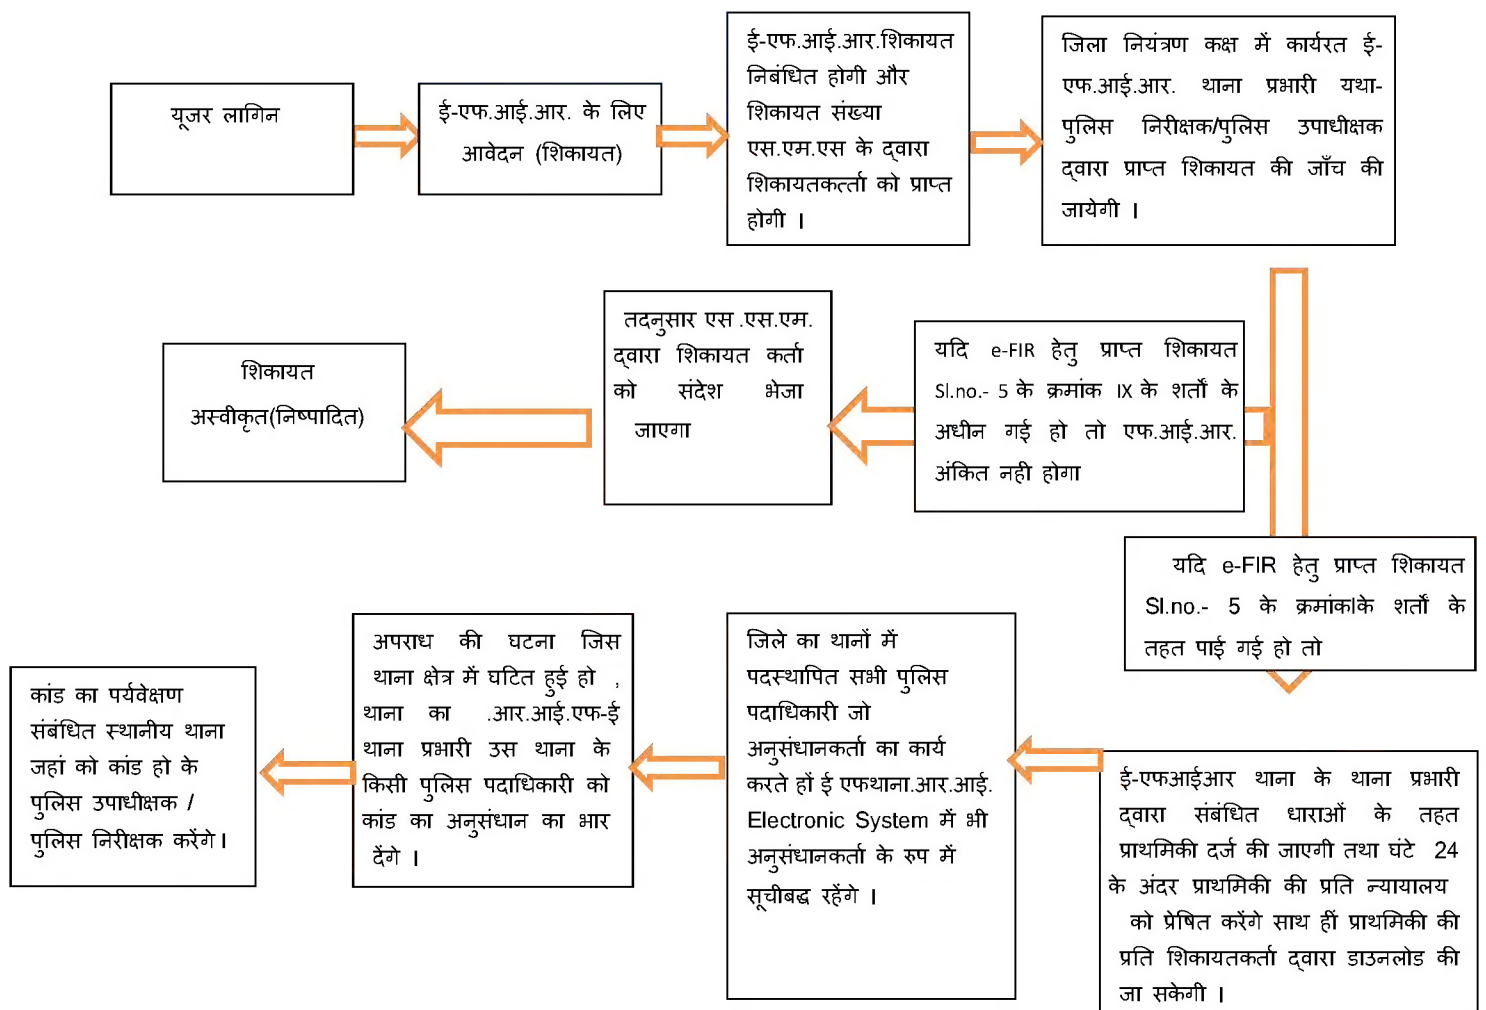 यूजर लागिन
ई-एफ.आई.आर. के लिए
आवेदन (शिकायत)
ई-एफ.आई.आर.शिकायत
निबंधित होगी और
शिकायत संख्या
एस.एम.एस के द्वारा
शिकायतकर्त्ता को प्राप्त
होगी ।
जिला नियंत्रण कक्ष में कार्यरत ई-
एफ.आई.आर. थाना प्रभारी यथा-
पुलिस निरीक्षक/पुलिस उपाधीक्षक
द्वारा प्राप्त शिकायत की जाँच की
जायेगी ।
यदि e-FIR हेतु प्राप्त शिकायत
Sl.no.- 5 के क्रमांक IX के शर्तों के
अधीन गई हो तो एफ.आई.आर.
अंकित नही होगा
तदनुसार एस .एस.एम.
द्वारा शिकायत कर्ता
को संदेश भेजा
जाएगा
शिकायत
अस्वीकृत(निष्पादित)
यदि e-FIR हेतु प्राप्त शिकायत
Sl.no.- 5 के क्रमांकIके शर्तों के
तहत पाई गई हो तो
ई-एफआईआर थाना के थाना प्रभारी
द्वारा संबंधित धाराओं के तहत
प्राथमिकी दर्ज की जाएगी तथा घंटे 24
के अंदर प्राथमिकी की प्रति न्यायालय
को प्रेषित करेंगे साथ हीं प्राथमिकी की
प्रति शिकायतकर्ता द्वारा डाउनलोड की
जा सकेगी ।
जिले का थानों में
पदस्थापित सभी पुलिस
पदाधिकारी जो
अनुसंधानकर्ता का कार्य
करते हों ई एफथाना.आर.आई.
Electronic System में भी
अनुसंधानकर्ता के रुप में
सूचीबद्ध रहेंगे ।
अपराध की घटना जिस
थाना क्षेत्र में घटित हुई हो ,
थाना का .आर.आई.एफ-ई
थाना प्रभारी उस थाना के
किसी पुलिस पदाधिकारी को
कांड का अनुसंधान का भार
देंगे ।
कांड का पर्यवेक्षण
संबंधित स्थानीय थाना
जहां को कांड हो के
पुलिस उपाधीक्षक /
पुलिस निरीक्षक करेंगे।